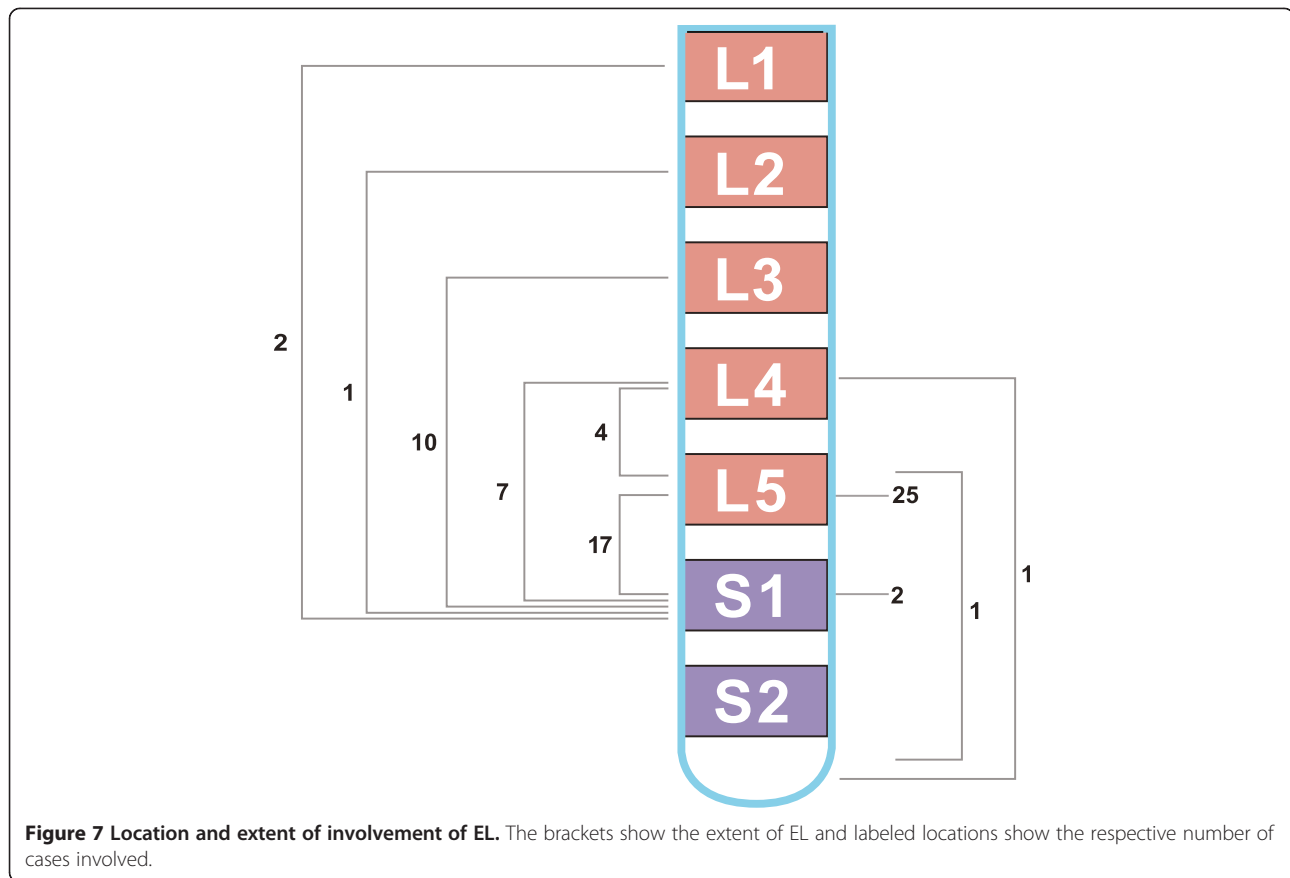 L1
L2
L3
2
L4
1
10
4
7
L5
25
17
S1
2
1
1
S2
Figure 7 Location and extent of involvement of EL. The brackets show the extent of EL and labeled locations show the respective number of
cases involved.